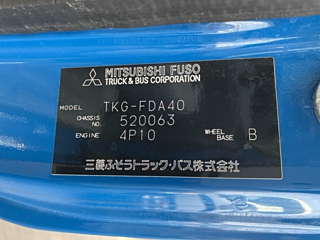 MITSUBISHI FUSO
TRUCK & BUS CORPORATION
MODEL TKG-FDA40
CHASSIS NO. 520063
ENGINE 4P10 WHEEL BASE B
三菱ふそうトラック・バス株式会社